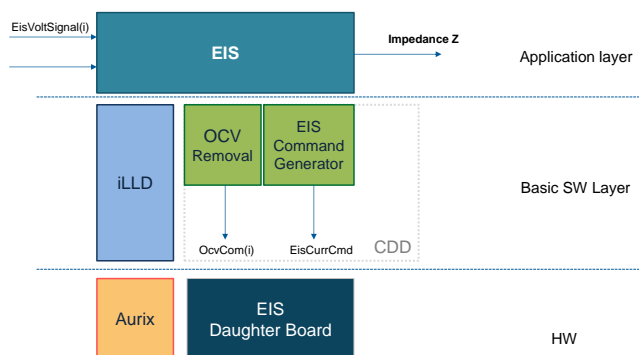 EisVoltSignal(i)
EIS
Impedance Z
Application layer
iLLD
OCV
Removal
EIS
Command
Generator
Basic SW Layer
OcvCom(i)
EisCurrCmd
CDD
Aurix
EIS
Daughter Board
HW